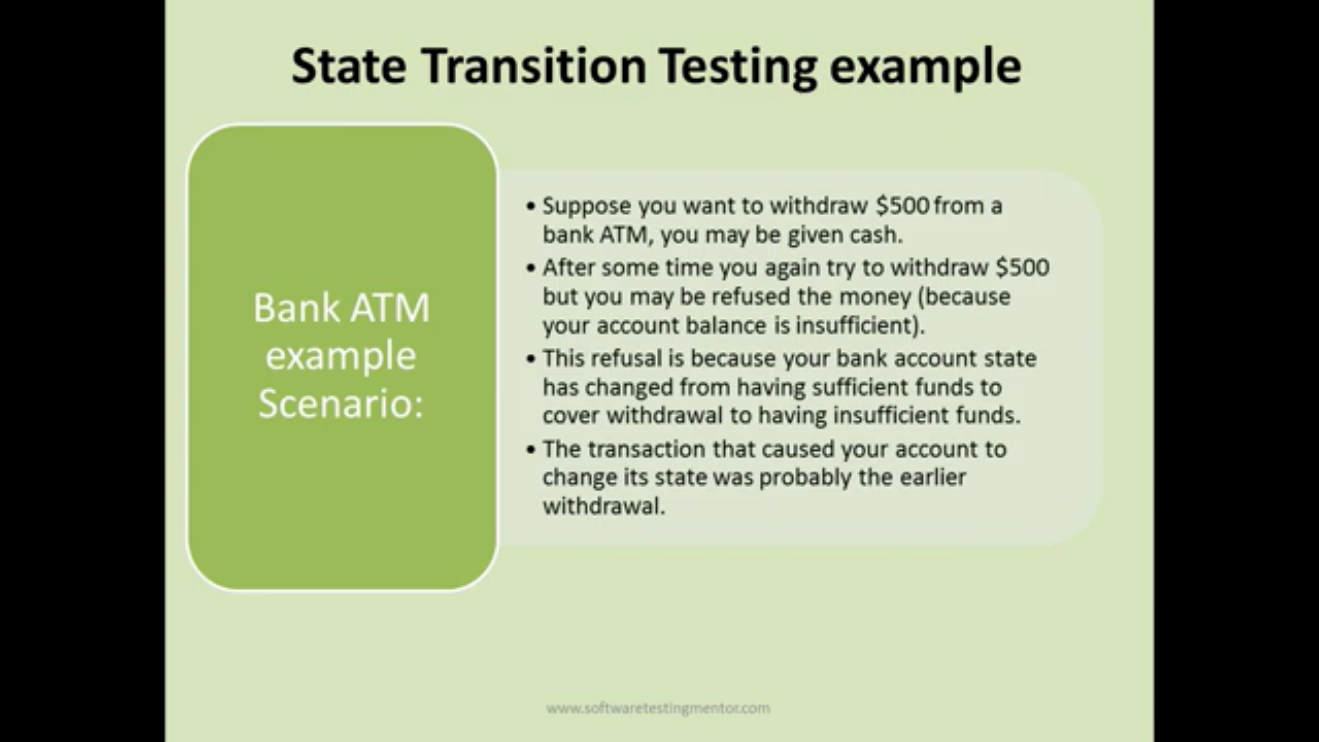 State Transition Testing example
Bank ATM
example
Scenario:
• Suppose you want to withdraw $500 from a
bank ATM, you may be given cash.
• After some time you again try to withdraw $500
but you may be refused the money (because
your account balance is insufficient).
• This refusal is because your bank account state
has changed from having sufficient funds to
cover withdrawal to having insufficient funds.
• The transaction that caused your account to
change its state was probably the earlier
withdrawal.
www.softwaretestingmentor.com